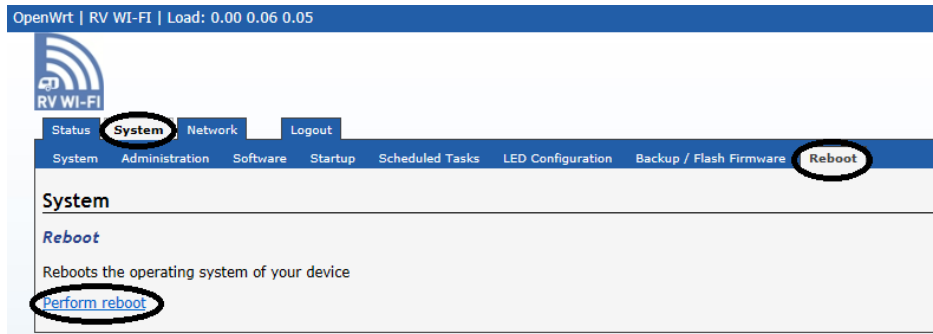 OpenWrt | RV WI-FI | Load: 0.00 0.06 0.05
RV WI-FI
Status System Network Logout
System Administration Software Startup Scheduled Tasks LED Configuration Backup / Flash Firmware Reboot
System
Reboot
Reboots the operating system of your device
Perform reboot